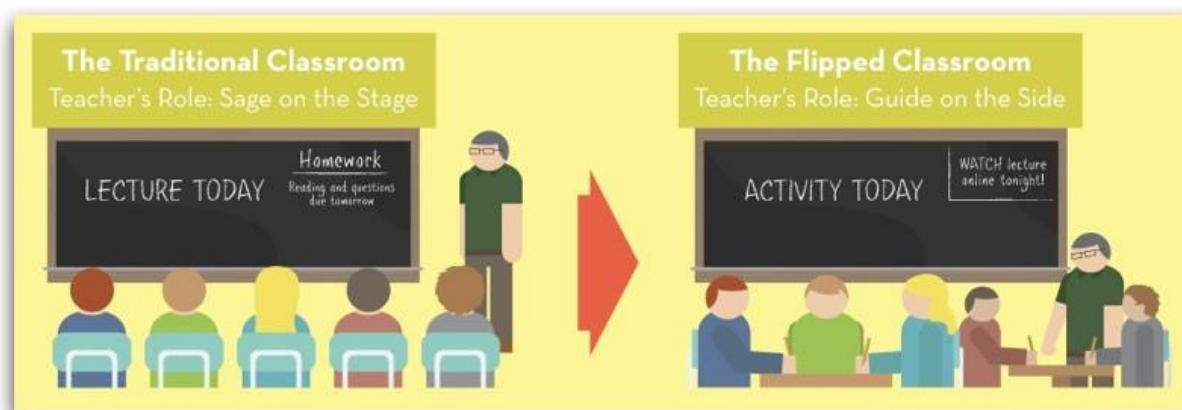 The Traditional Classroom
Teacher's Role: Sage on the Stage
LECTURE TODAY
Homework
Reading and questions
due tomorrow
The Flipped Classroom
Teacher's Role: Guide on the Side
ACTIVITY TODAY
WATCH lecture
online tonight!